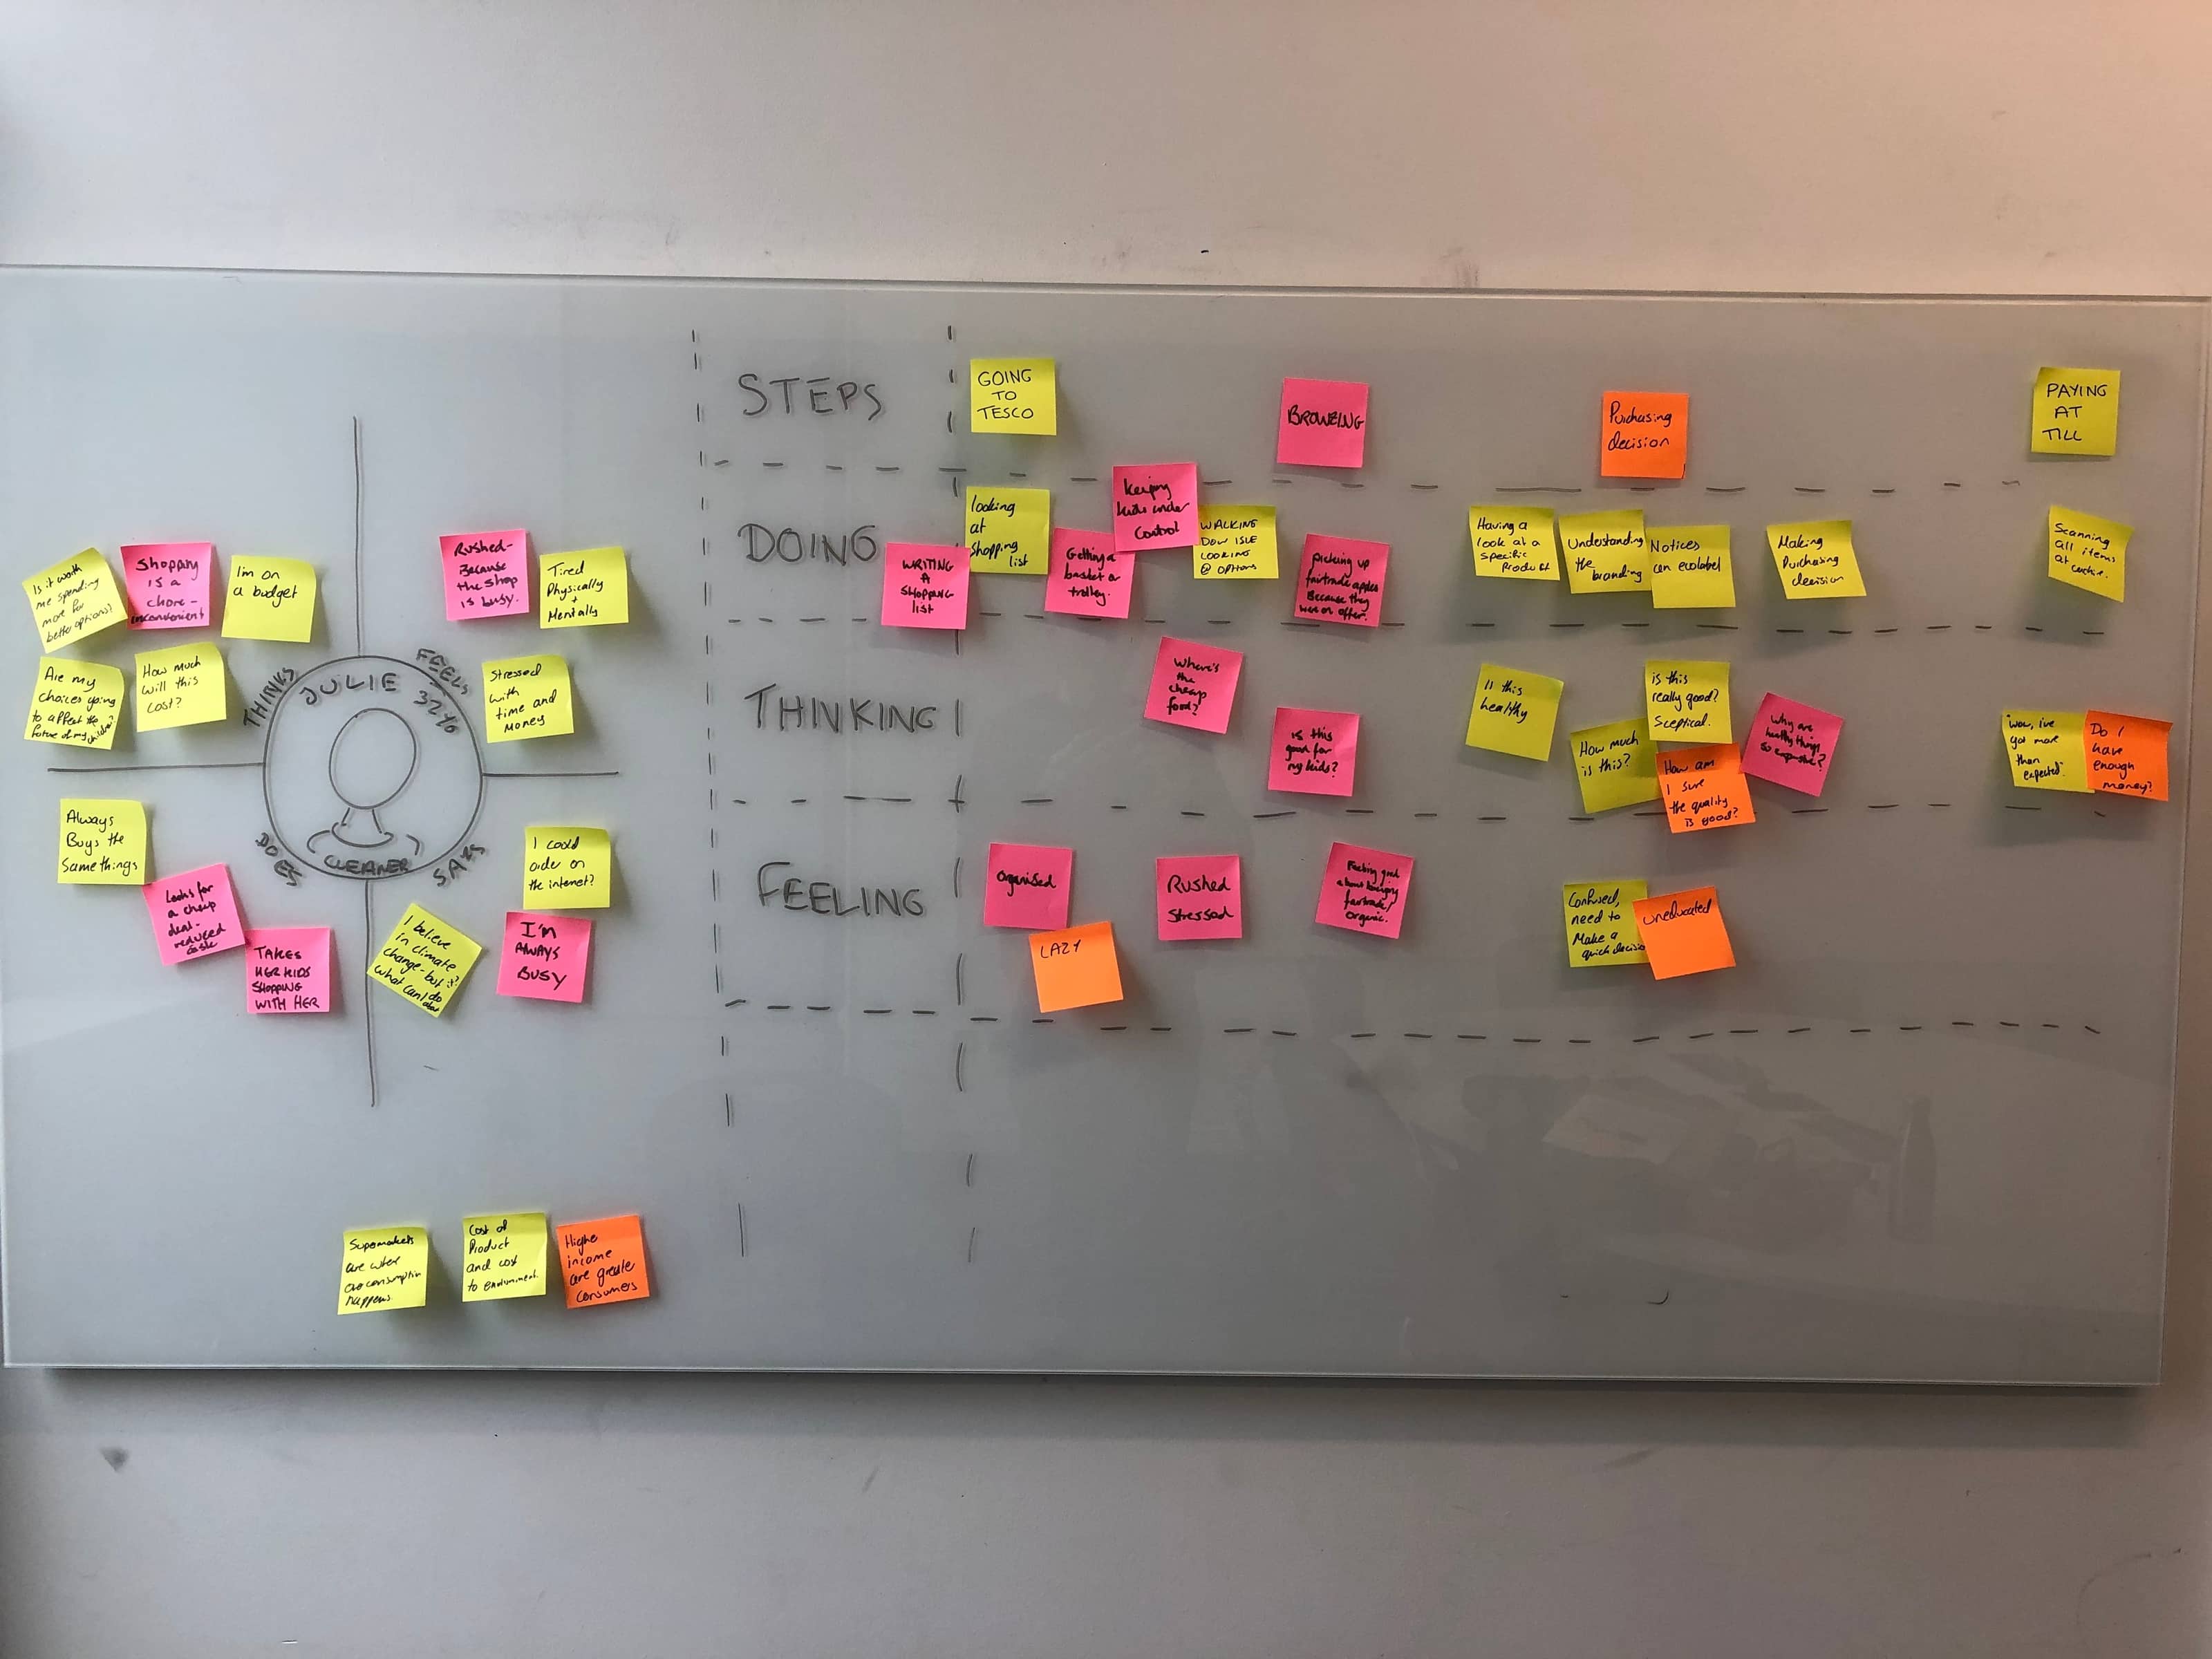 Is it worth
me spending
more for
better options?
Shopping
is a
chore-
inconvenient
I'm on
a budget
Are my
choices going
to affect the
future of my children?
How much
will this
cost?
THINKS
Rushed-
Because
the shop
is busy.
Tired
Physically
+
Mentally
Stressed
with
time and
money
FEELS
JULIE
32 yo
CLEANER
DOES
Always
Buys the
Same things
Looks for
a cheap
deal-
reduced
TAKES
HER KIDS
SHOPPING
WITH HER
SAYS
I could
order on
the internet?
I believe
in climate
change-but
what can I do
I'M
ALWAYS
BUSY
Supermarkets
are where
consumption
happens.
Cost of
Product
and cost
to environment.
Highe
income
are greater
consumers
STEPS
GOING
TO
TESCO
BROWZING
Purchasing
decision
PAYING
AT
TILL
DOING
WRITING
A
SHOPPING
LIST
looking
at
shopping
list
Getting a
basket or
trolley.
keeping
kids under
control
WALKING
DOW ISLE
LOOKING
@ OPTIONS
picking up
fairtrade apples
Because they
were on offer.
Having a
look at a
specific
Product
Understanding
the branding
Notices
an ecolabel
Making
Purchasing
decision
Scanning
all items
at
THINKING
Where's
the
cheap
food?
is this
good for
my kids?
Is this
healthy
How much
is this?
is this
really good?
Sceptical.
How am
I sure
the quality
is good?
Why are
healthy things
so expensive?
"Wow, i've
got more
than
expected"
Do I
have
enough
money?
FEELING
Organised
LAZY
Rushed
Stressed
Feeling good
about buying
fairtrade/
organic.
Confused,
need to
Make a
quick decision
uneducated